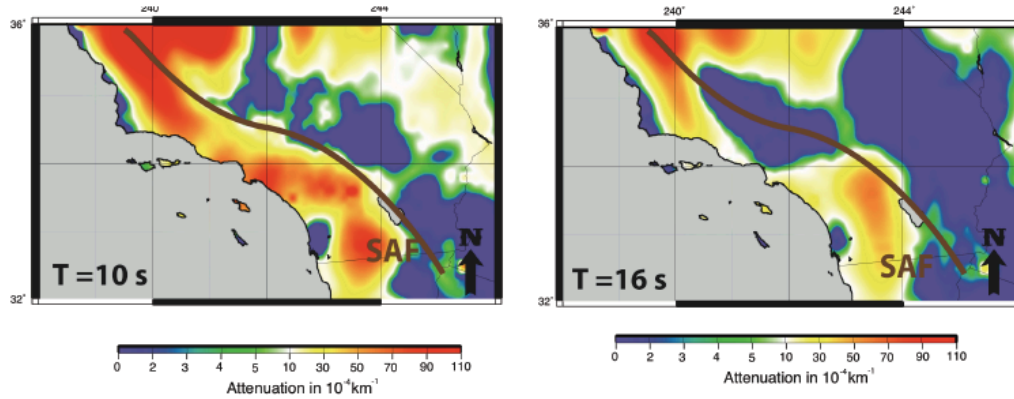 240° 244°
36°
SAF
N
T =10 s
32°
0 2 3 4 5 10 30 50 70 90 110
Attenuation in 10⁻⁴km⁻¹
240° 244°
36°
SAF
N
T =16 s
32°
0 2 3 4 5 10 30 50 70 90 110
Attenuation in 10⁻⁴km⁻¹